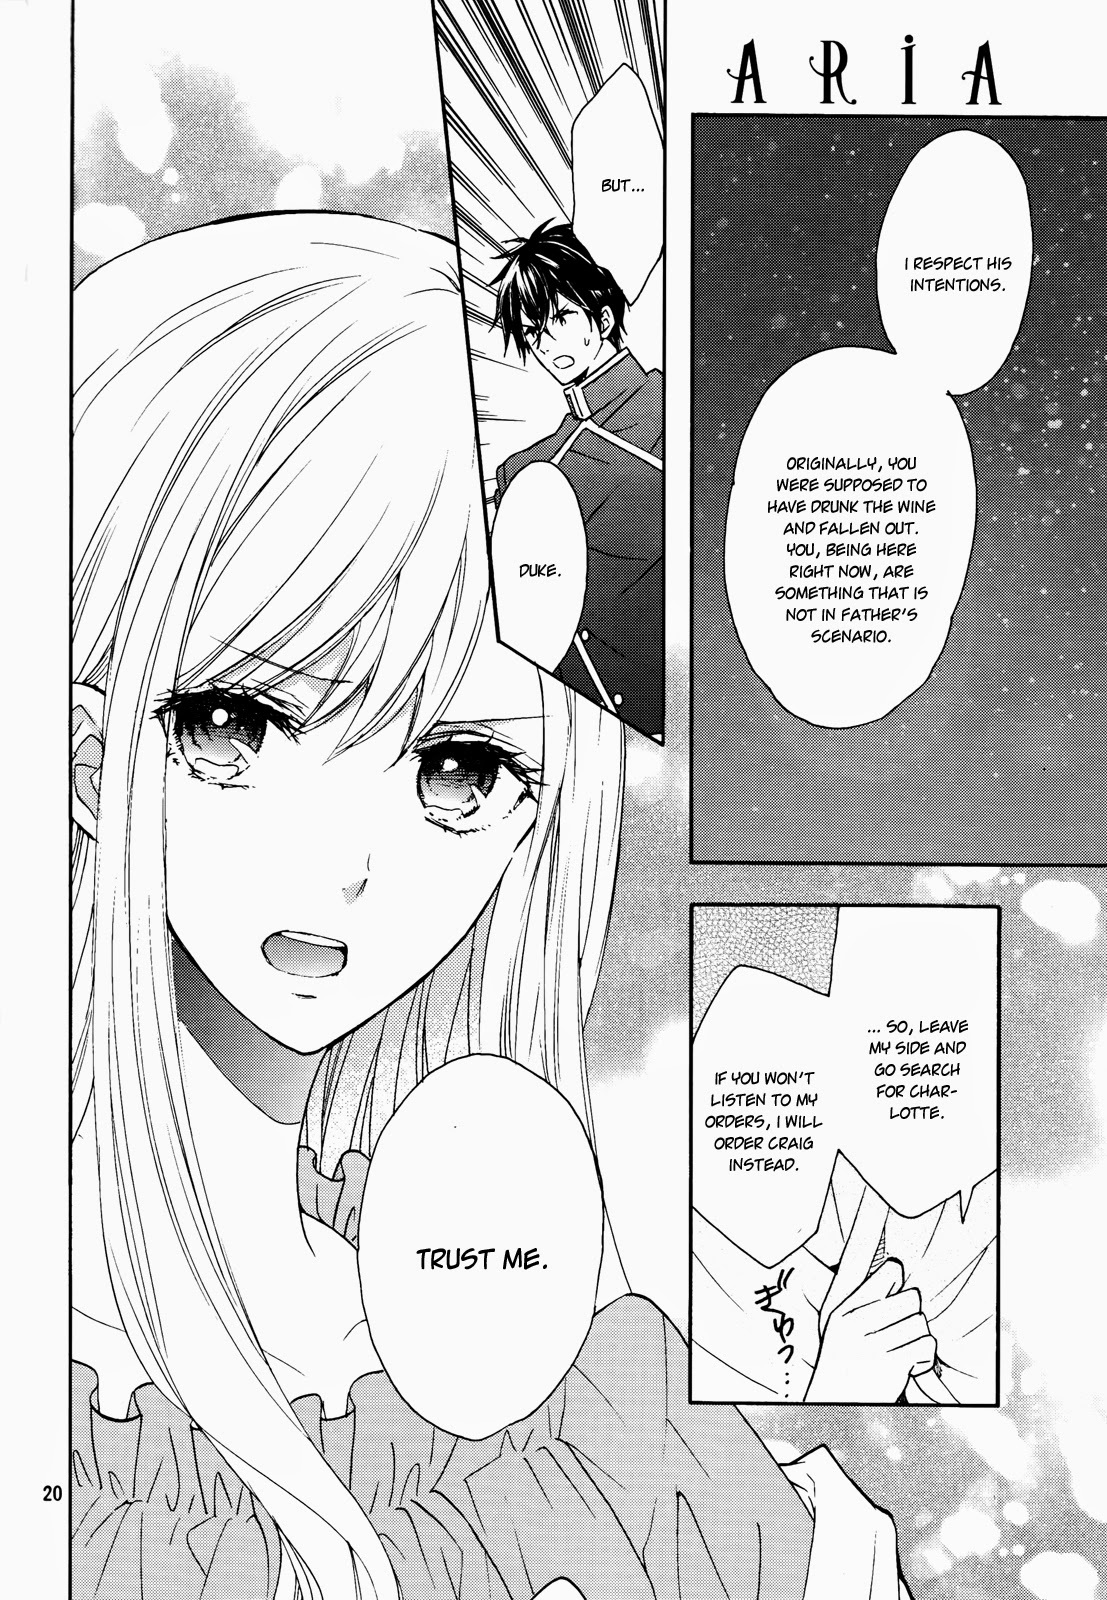 ARIA
I RESPECT HIS
INTENTIONS.
ORIGINALLY, YOU
WERE SUPPOSED TO
HAVE DRUNK THE WINE
AND FALLEN OUT.
YOU, BEING HERE
RIGHT NOW, ARE
SOMETHING THAT IS
NOT IN FATHER'S
SCENARIO.
BUT...
DUKE.
... SO, LEAVE
MY SIDE AND
GO SEARCH
FOR CHAR-
LOTTE.
IF YOU WON'T
LISTEN TO MY
ORDERS, I WILL
ORDER CRAIG
INSTEAD.
ぎゅっ…
TRUST ME.
20